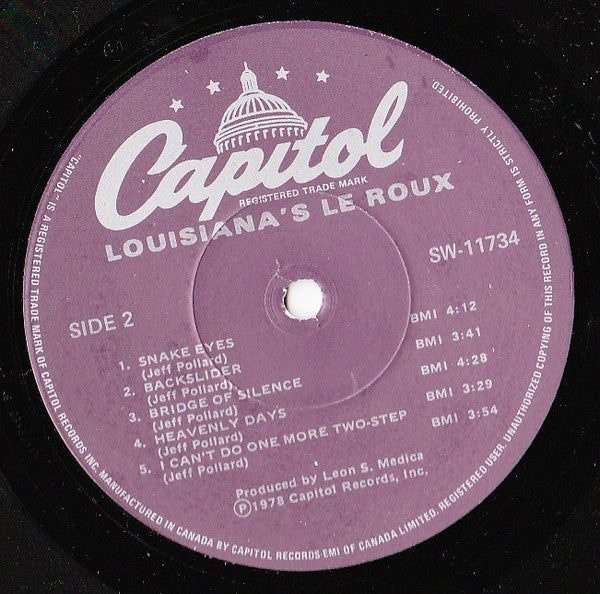 Capitol
REGISTERED TRADE MARK
LOUISIANA'S LE ROUX
SW-11734
SIDE 2
1. SNAKE EYES BMI 4:12
(Jeff Pollard)
2. BACKSLIDER BMI 3:41
(Jeff Pollard)
3. BRIDGE OF SILENCE BMI 4:28
(Jeff Pollard)
4. HEAVENLY DAYS BMI 3:29
(Jeff Pollard)
5. I CAN'T DO ONE MORE TWO-STEP BMI 3:54
(Jeff Pollard)
Produced by Leon S. Medica
Ⓟ1978 Capitol Records, Inc.
"CAPITOL" IS A REGISTERED TRADE MARK OF CAPITOL RECORDS INC. MANUFACTURED IN CANADA BY CAPITOL RECORDS-EMI OF CANADA LIMITED, REGISTERED USER. UNAUTHORIZED COPYING OF THIS RECORD IN ANY FORM IS STRICTLY PROHIBITED